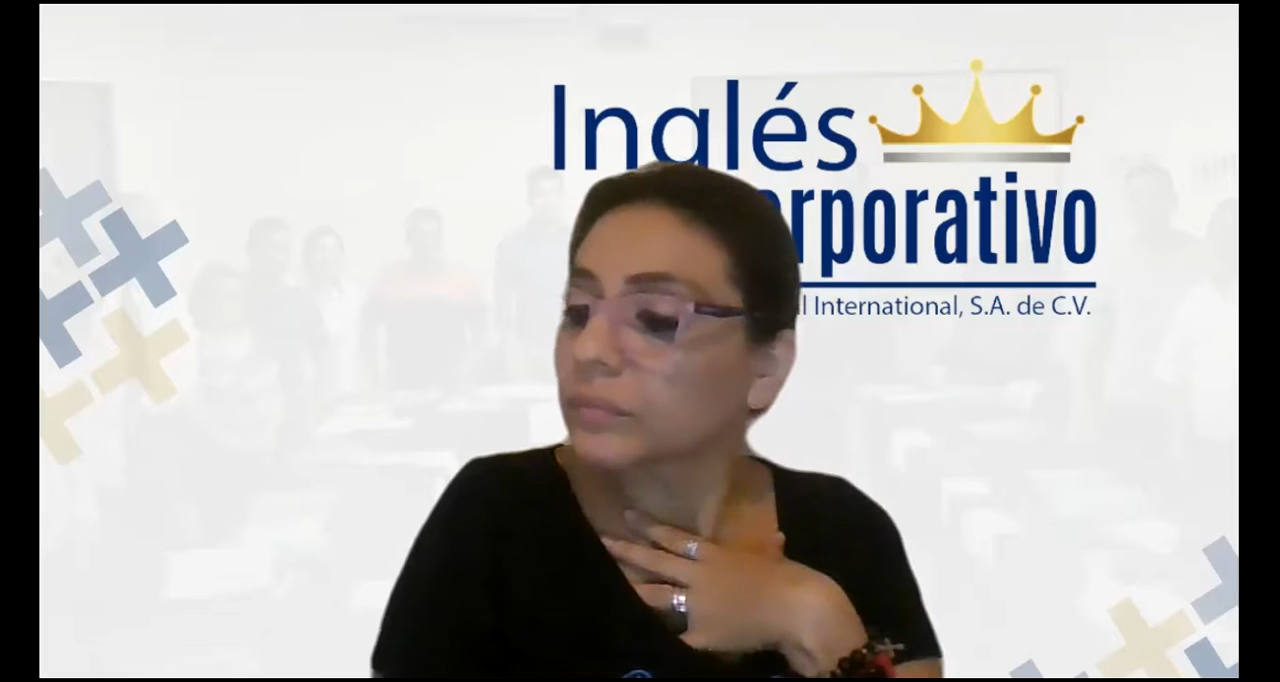 Inglés
rporativo
l International, S.A. de C.V.